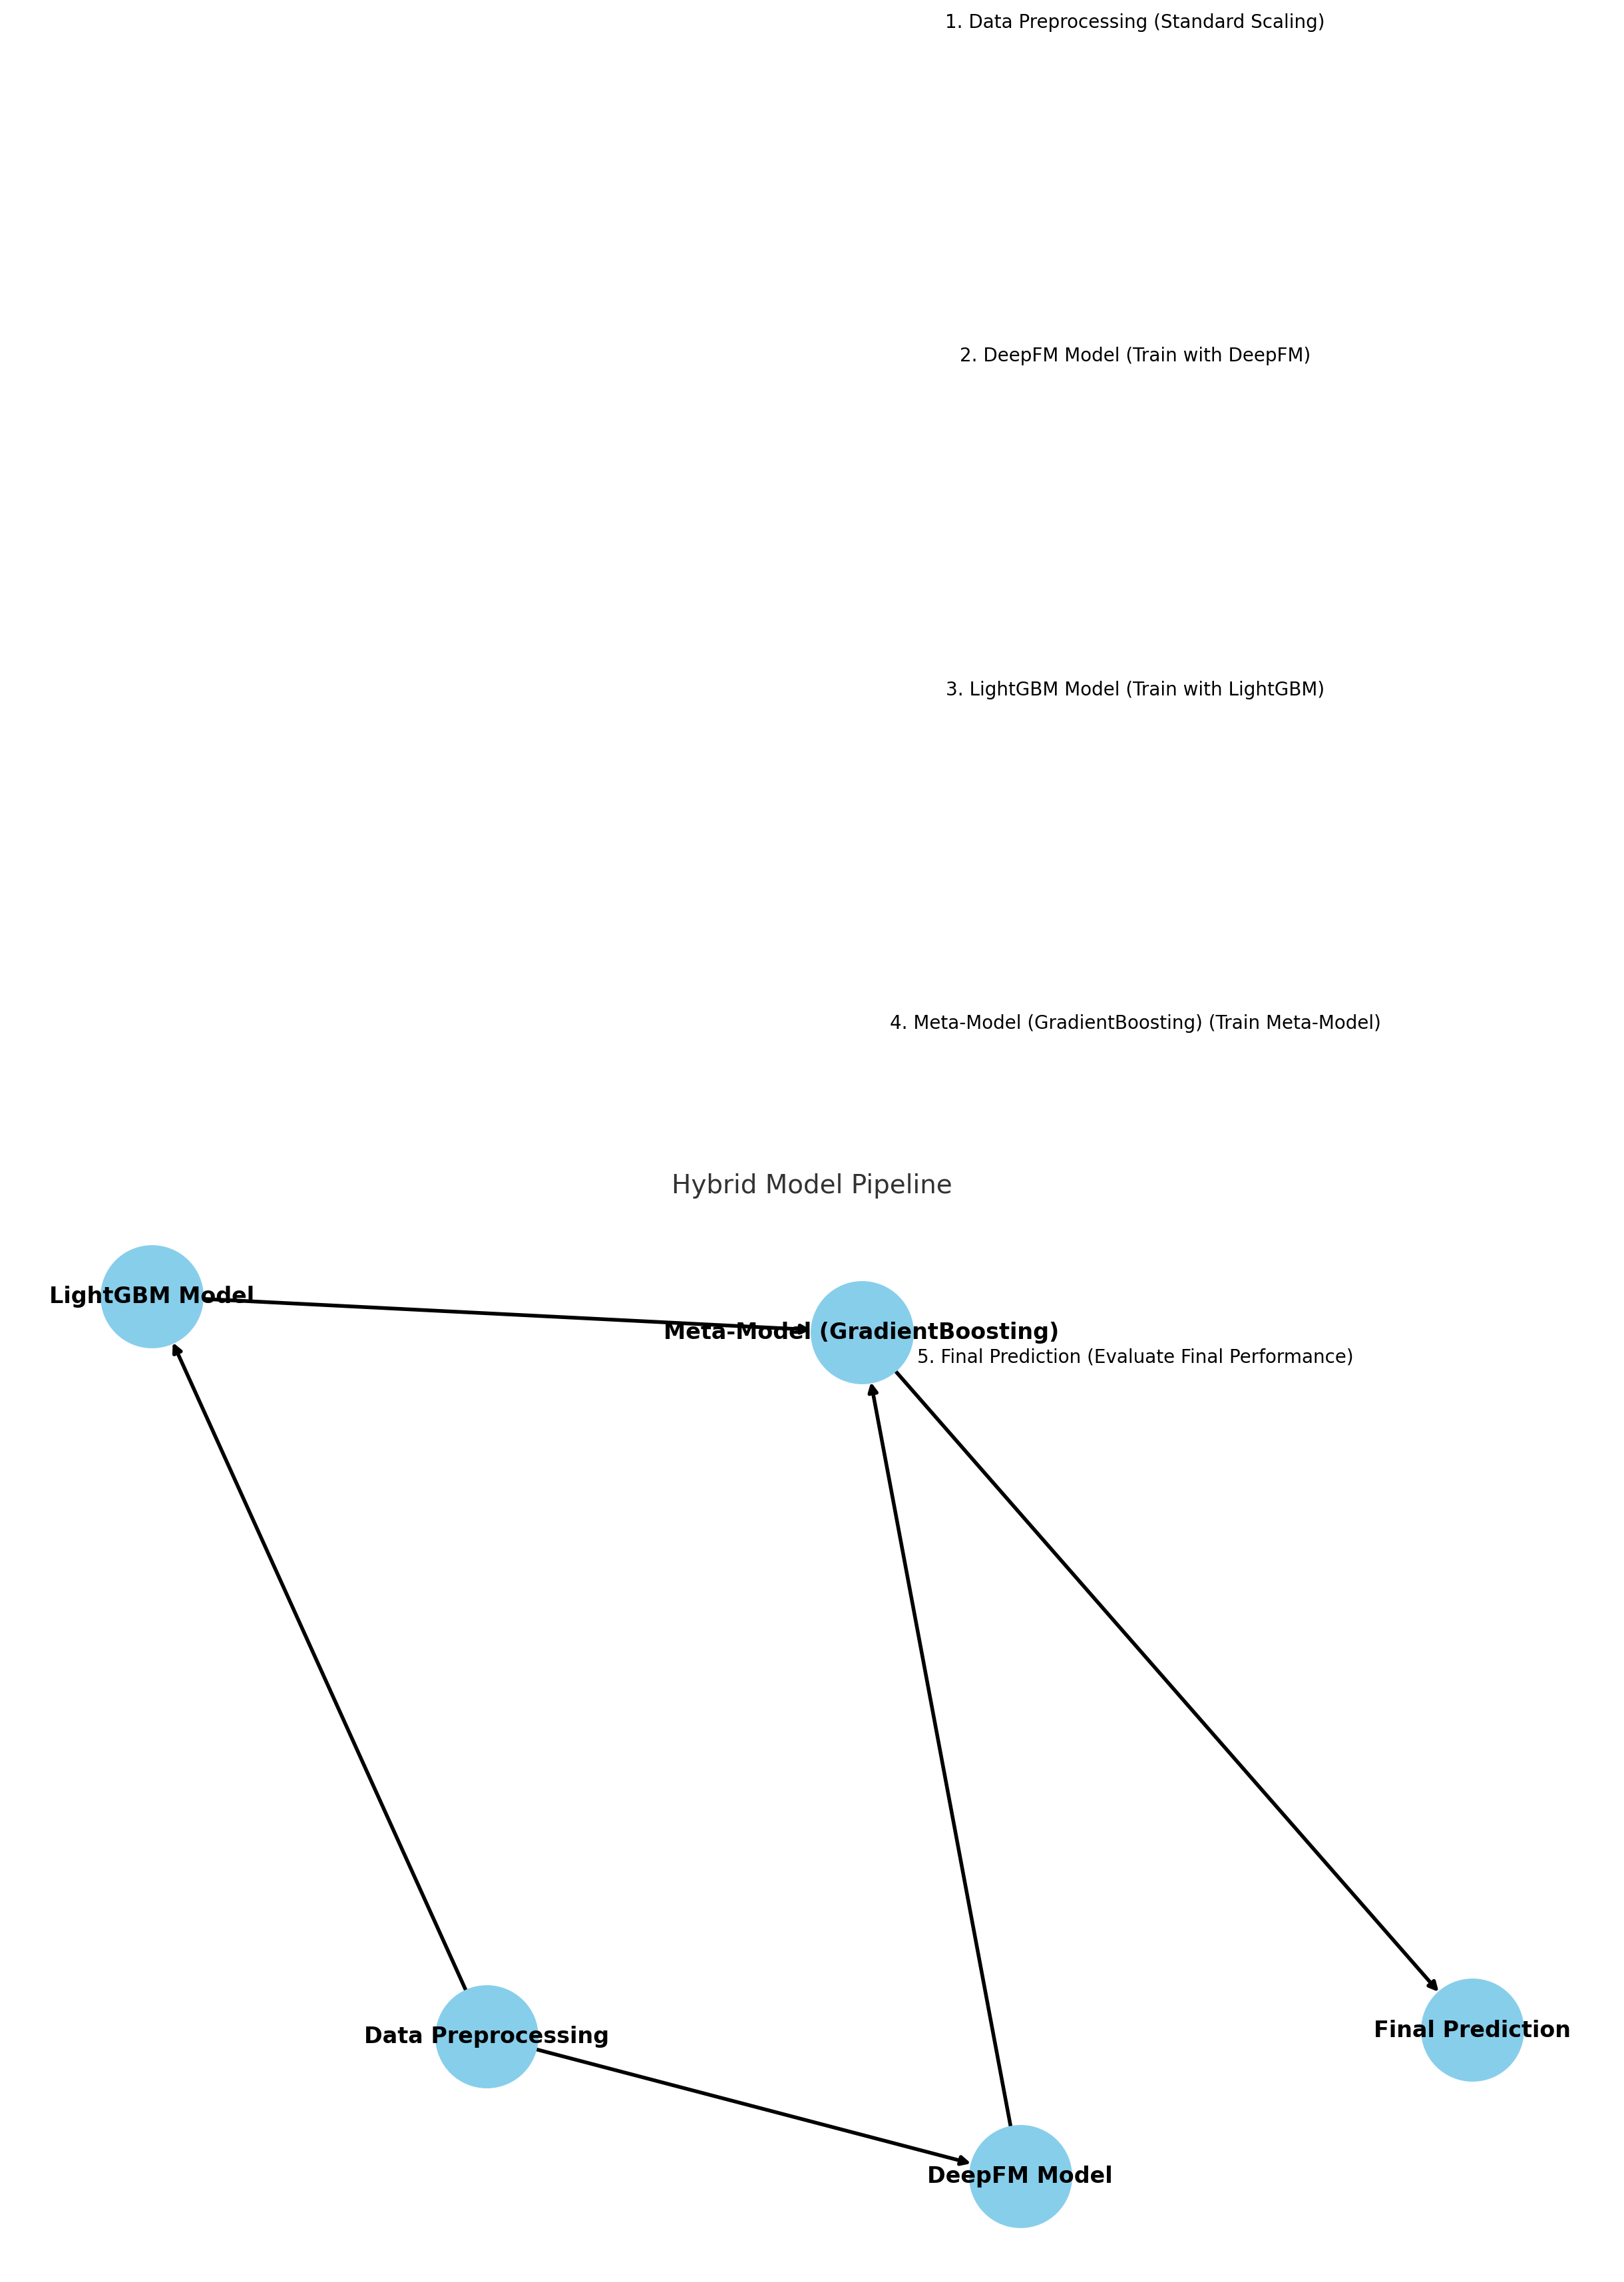 1. Data Preprocessing (Standard Scaling)
2. DeepFM Model (Train with DeepFM)
3. LightGBM Model (Train with LightGBM)
4. Meta-Model (GradientBoosting) (Train Meta-Model)
Hybrid Model Pipeline
LightGBM Model
Meta-Model (GradientBoosting)
5. Final Prediction (Evaluate Final Performance)
Data Preprocessing
Final Prediction
DeepFM Model